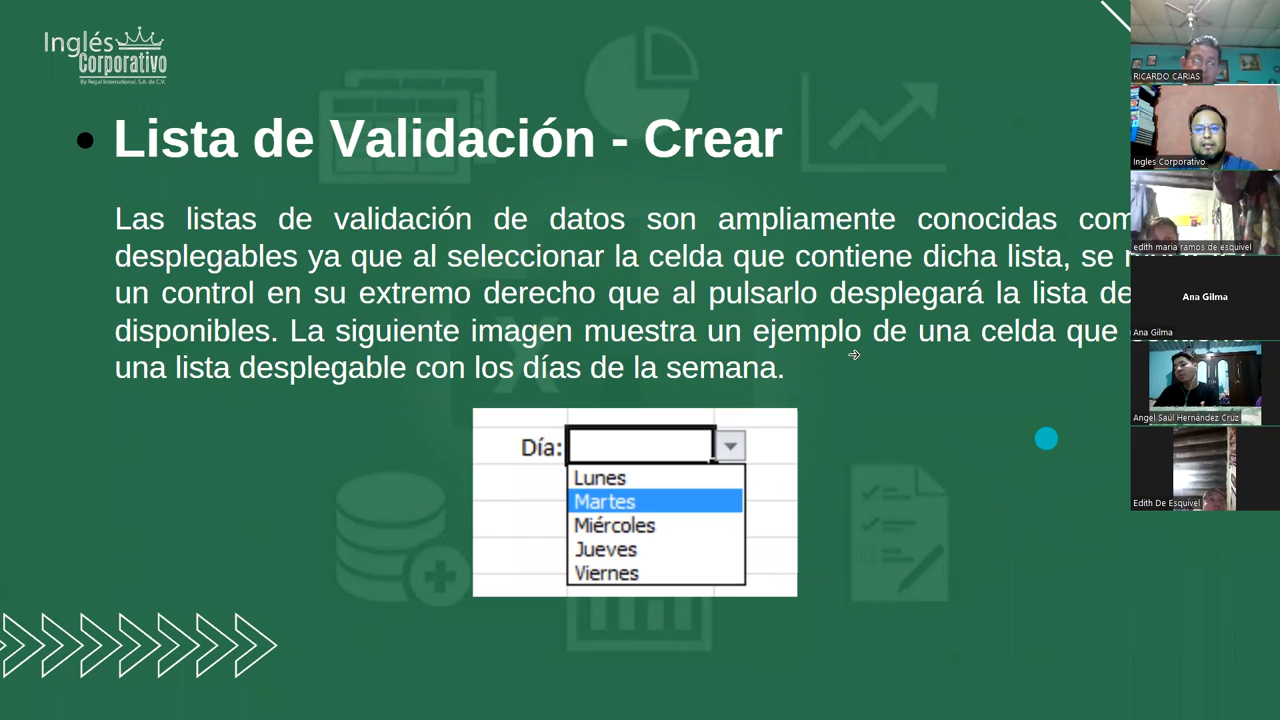 Inglés
Corporativo
By Regal International, S.A. de C.V.
• Lista de Validación - Crear
Las listas de validación de datos son ampliamente conocidas com
desplegables ya que al seleccionar la celda que contiene dicha lista, se
un control en su extremo derecho que al pulsarlo desplegará la lista de
disponibles. La siguiente imagen muestra un ejemplo de una celda que
una lista desplegable con los días de la semana.
Día:
Lunes
Martes
Miércoles
Jueves
Viernes
RICARDO CARIAS
Ingles Corporativo
edith maria ramos de esquivel
Ana Gilma
Ana Gilma
Angel Saúl Hernández Cruz
Edith De Esquivel